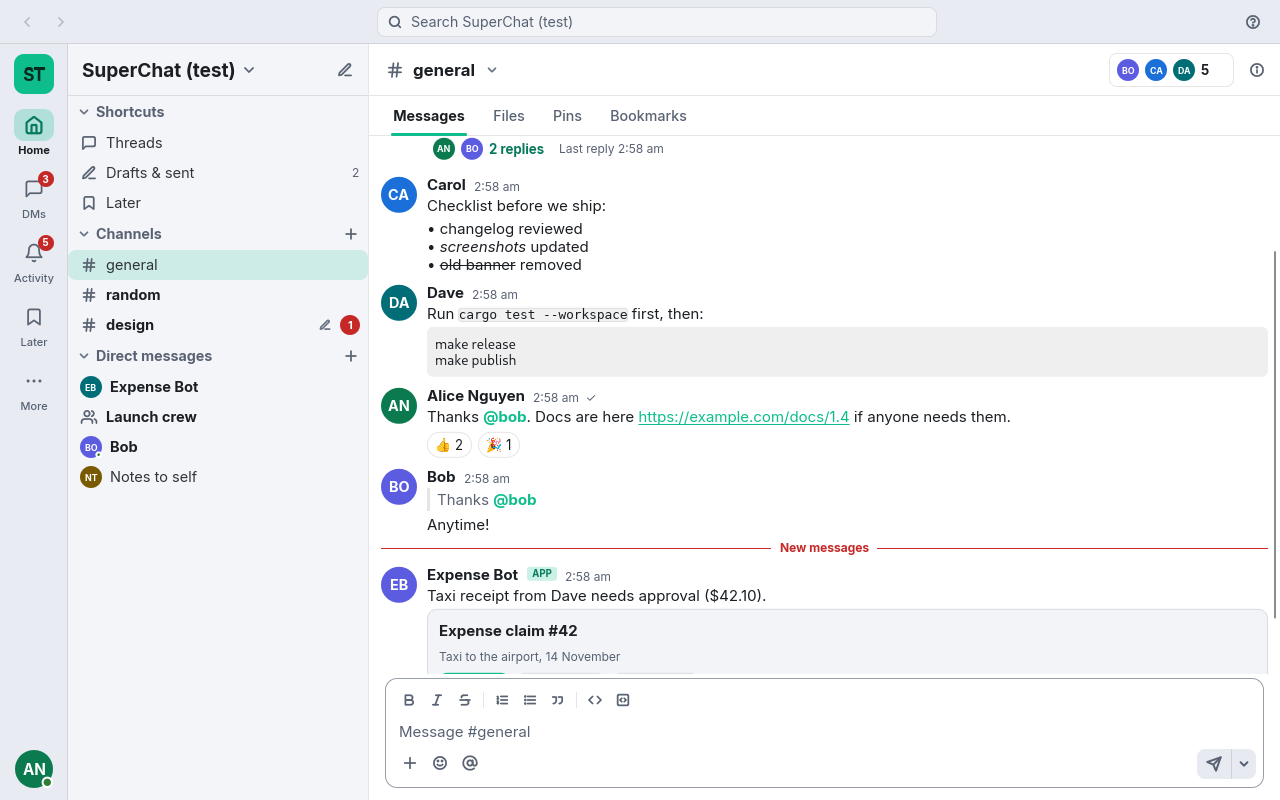 Search SuperChat (test)
ST
Home
3
DMs
5
Activity
Later
More
AN
SuperChat (test)
Shortcuts
Threads
Drafts & sent 2
Later
Channels
general
random
design 1
Direct messages
EB Expense Bot
Launch crew
BO Bob
NT Notes to self
# general
BO CA DA 5
Messages Files Pins Bookmarks
AN BO 2 replies Last reply 2:58 am
CA Carol 2:58 am
Checklist before we ship:
• changelog reviewed
• screenshots updated
• old banner removed
DA Dave 2:58 am
Run cargo test --workspace first, then:
make release
make publish
AN Alice Nguyen 2:58 am ✓
Thanks @bob. Docs are here https://example.com/docs/1.4 if anyone needs them.
👍 2 🎉 1
BO Bob 2:58 am
Thanks @bob
Anytime!
New messages
EB Expense Bot APP 2:58 am
Taxi receipt from Dave needs approval ($42.10).
Expense claim #42
Taxi to the airport, 14 November
Message #general